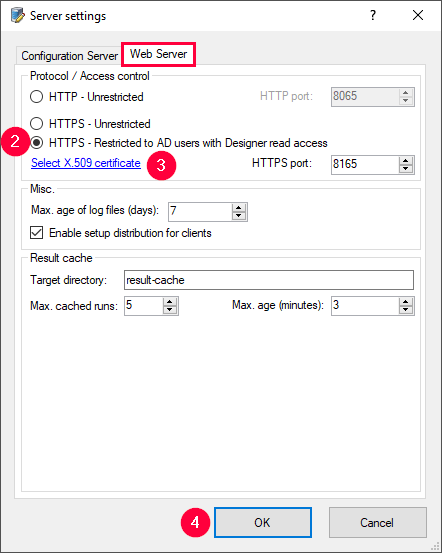 Server settings ? ×
Configuration Server Web Server
Protocol / Access control
HTTP - Unrestricted HTTP port: 8065
HTTPS - Unrestricted
2 HTTPS - Restricted to AD users with Designer read access
Select X.509 certificate 3 HTTPS port: 8165
Misc.
Max. age of log files (days): 7
Enable setup distribution for clients
Result cache
Target directory: result-cache
Max. cached runs: 5 Max. age (minutes): 3
4 OK Cancel